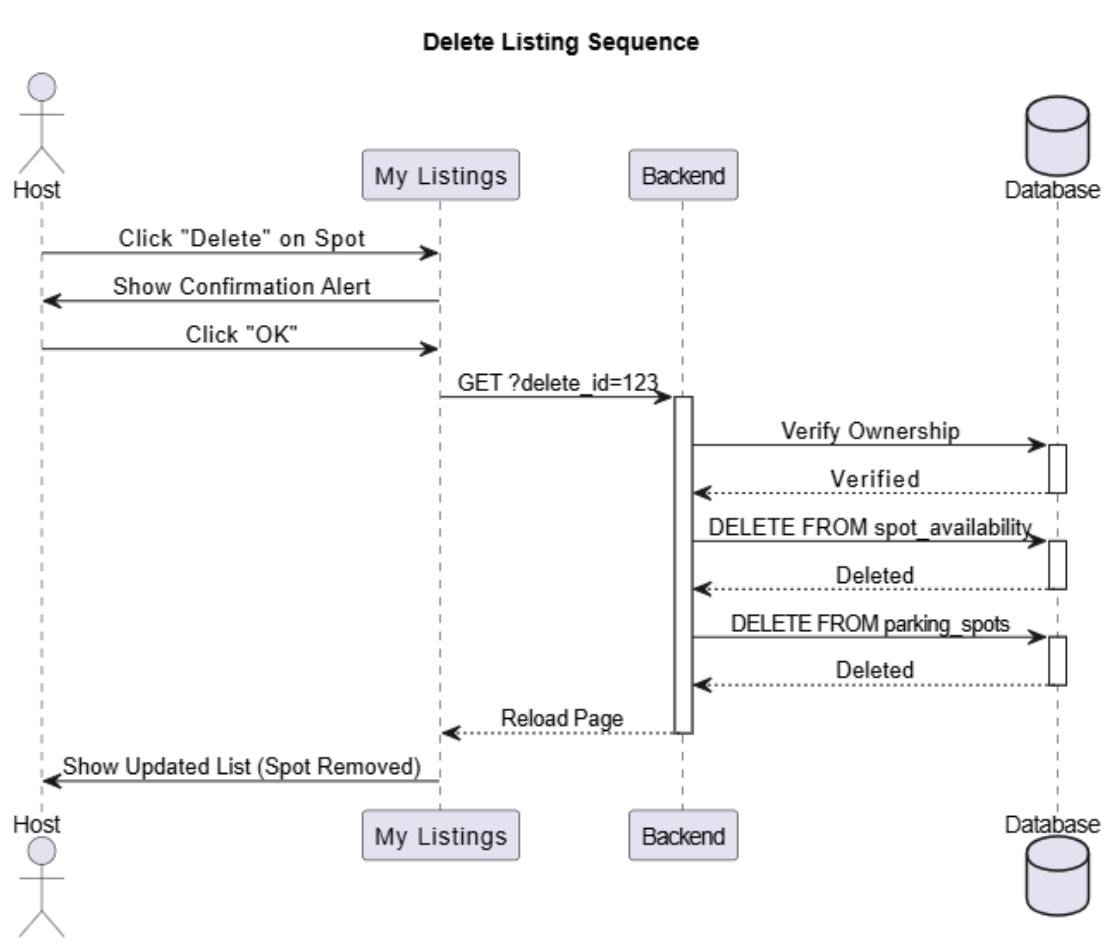 Delete Listing Sequence
Host
My Listings
Backend
Database
Click "Delete" on Spot
Show Confirmation Alert
Click "OK"
GET ?delete_id=123
Verify Ownership
Verified
DELETE FROM spot_availability
Deleted
DELETE FROM parking_spots
Deleted
Reload Page
Show Updated List (Spot Removed)
Host
My Listings
Backend
Database